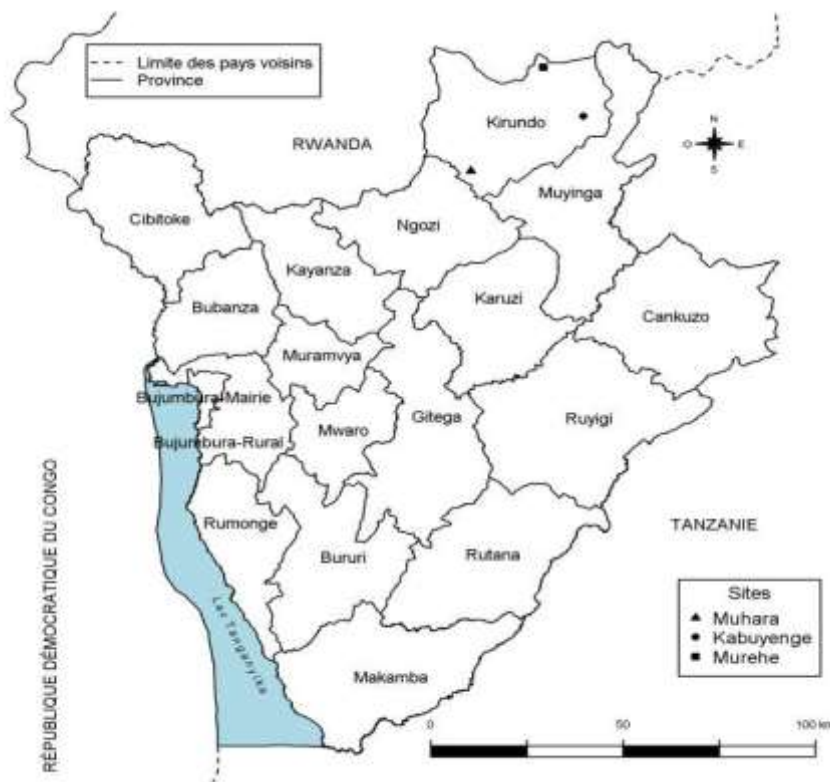 Limite des pays voisins
Province
RWANDA
Kirundo
N
O
E
S
Muyinga
Cibitoke
Ngozi
Kayanza
Karuzi
Bubanza
Cankuzo
Muramvya
Bujumbura-Mairie
Gitega
Ruyigi
Mwaro
Bujumbura-Rural
RÉPUBLIQUE DÉMOCRATIQUE DU CONGO
Rumonge
TANZANIE
Bururi
Rutana
Lac Tanganyika
Sites
Muhara
Kabuyenge
Murehe
Makamba
0
50
100 km